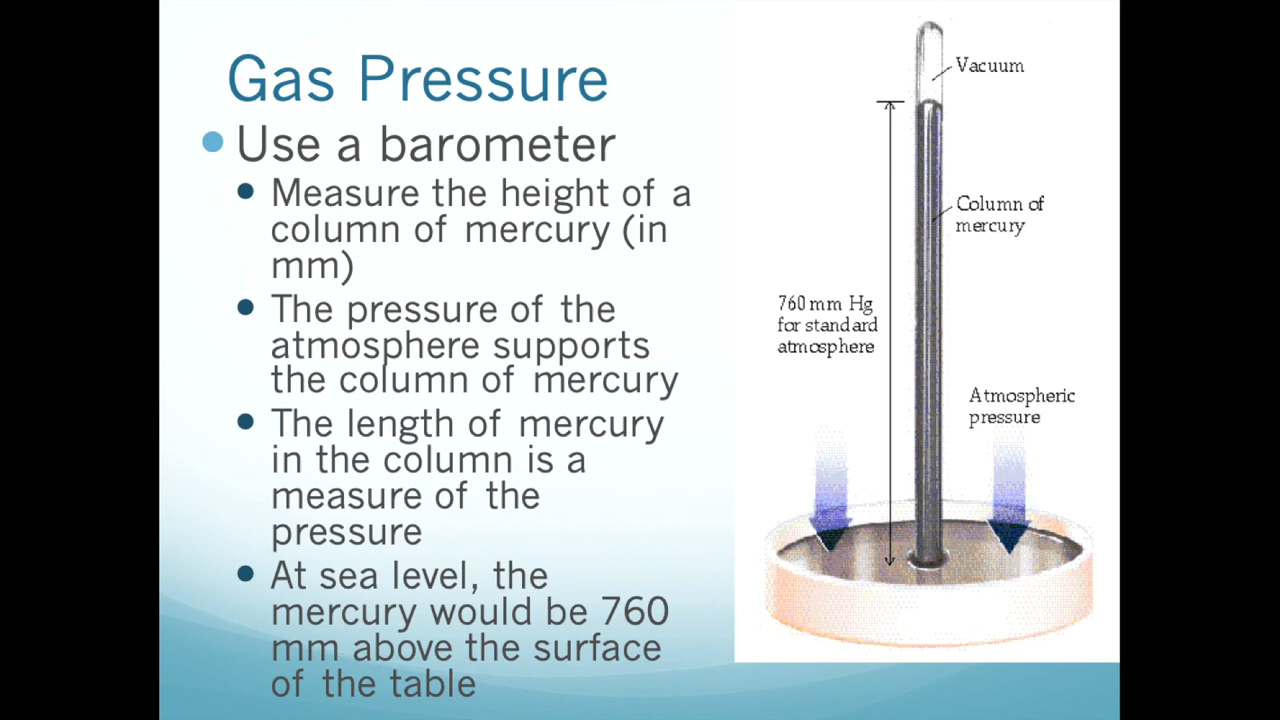 Gas Pressure
Use a barometer
Measure the height of a
column of mercury (in
mm)
The pressure of the
atmosphere supports
the column of mercury
The length of mercury
in the column is a
measure of the
pressure
At sea level, the
mercury would be 760
mm above the surface
of the table
Vacuum
Column of
mercury
760 mm Hg
for standard
atmosphere
Atmospheric
pressure